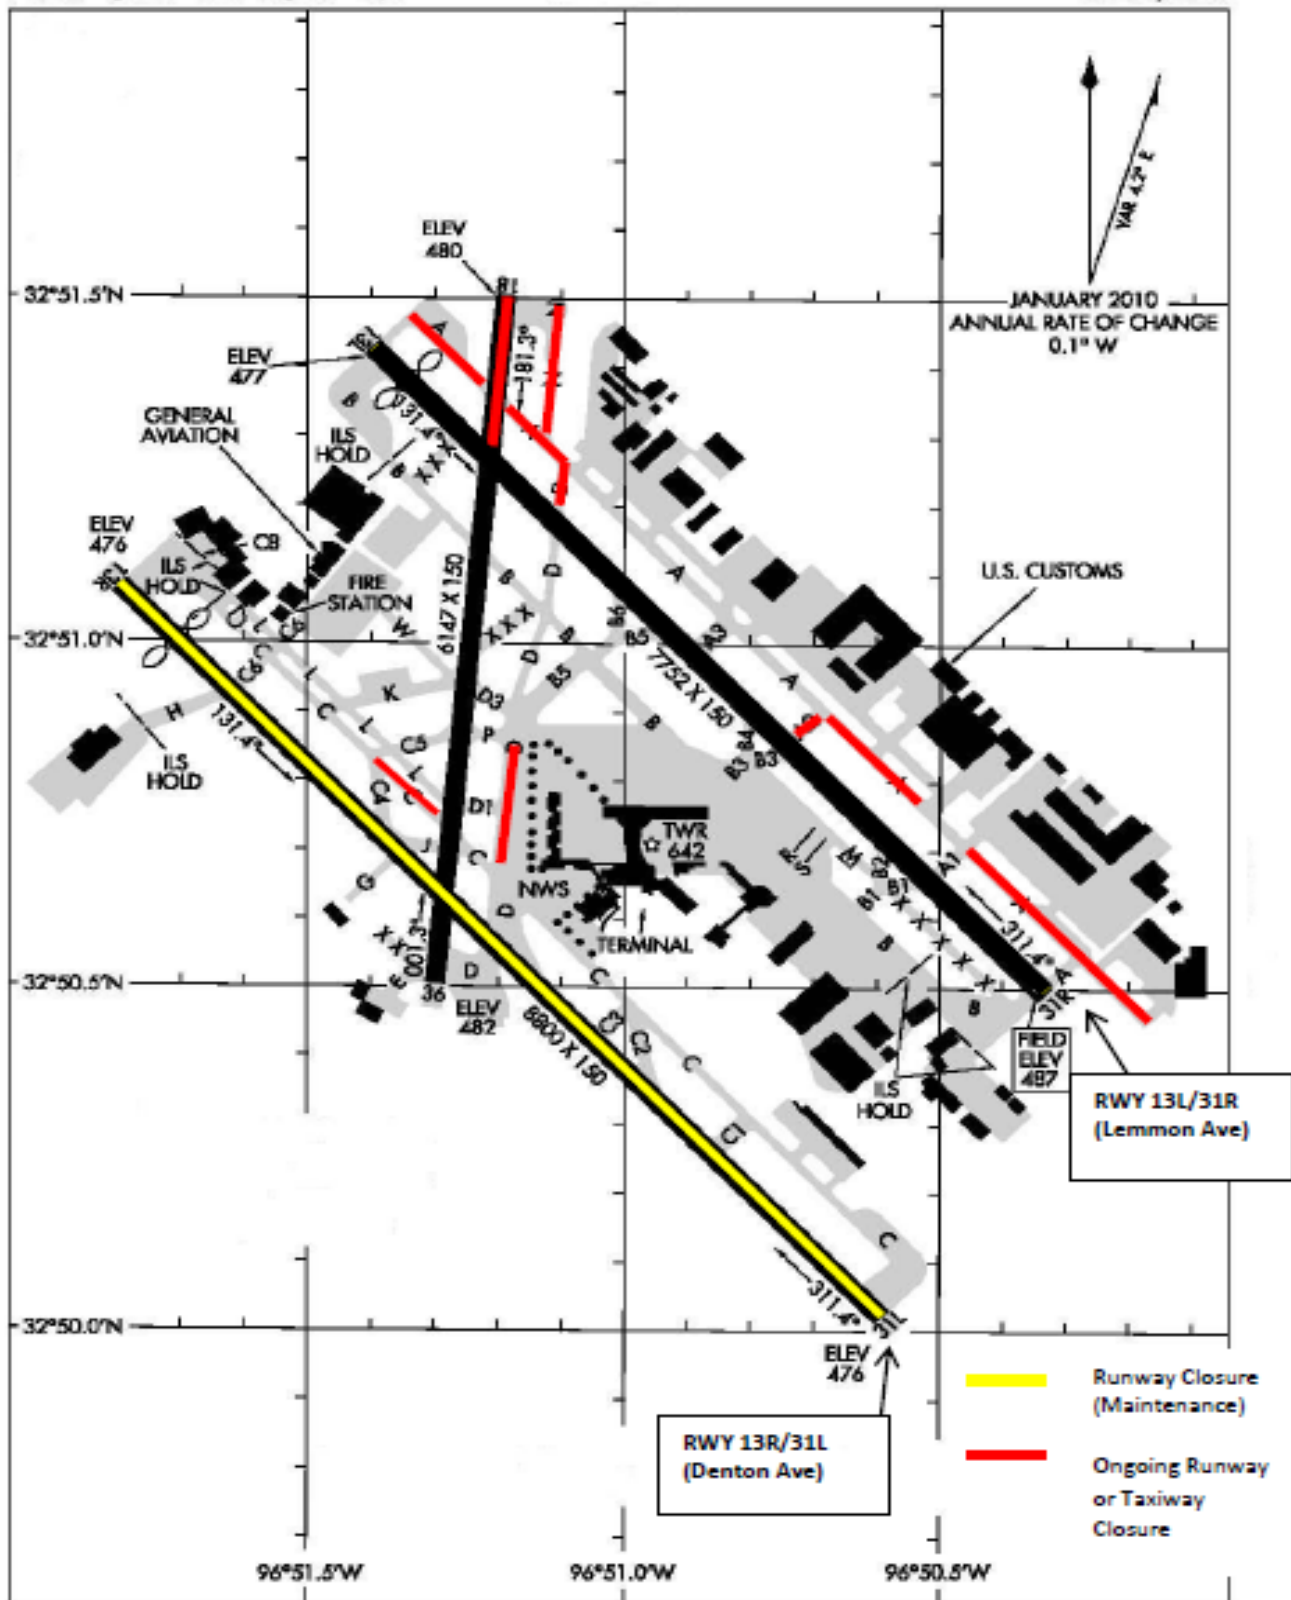 ELEV
480
32°51.5'N
VAR 4.2° E
JANUARY 2010
ANNUAL RATE OF CHANGE
0.1° W
ELEV
477
A
181.3°
131.4°
GENERAL
AVIATION
ILS
HOLD
B
B
X X X
ELEV
476
C8
ILS
HOLD
FIRE
STATION
6147 X 150
B
D
A
U.S. CUSTOMS
32°51.0'N
W
X X X
B
B6
B5
A3
7752 X 150
D
B5
A
L
C
C6
L
K
D3
B
H
131.4°
C
L
P
C5
B4
B3
B3
ILS
HOLD
L
C4
C
D1
TWR
642
J
C
NWS
M
B2
B1
B1
A1
G
D
TERMINAL
X X X X X
311.4°
A
X X
E
001.3°
B
32°50.5'N
36
D
ELEV
482
C
B
31R
8800 X 150
C3
C2
C
FIELD
ELEV
487
ILS
HOLD
RWY 13L/31R
(Lemmon Ave)
C1
C
311.4°
32°50.0'N
31L
ELEV
476
Runway Closure
(Maintenance)
RWY 13R/31L
(Denton Ave)
Ongoing Runway
or Taxiway
Closure
96°51.5'W
96°51.0'W
96°50.5'W